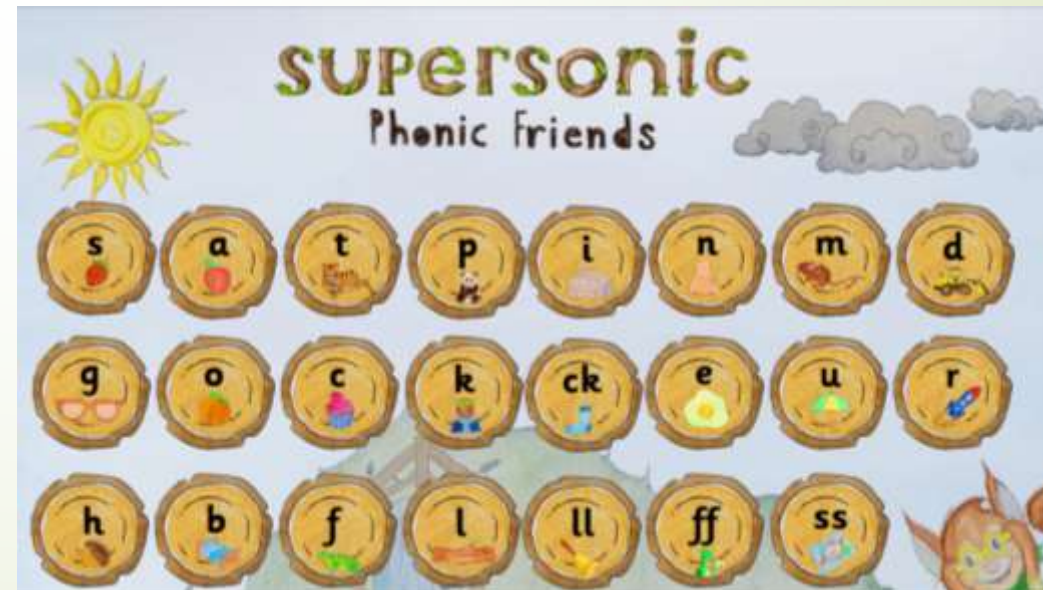 supersonic
Phonic Friends
s a t p i n m d
g o c k ck e u r
h b f l ll ff ss